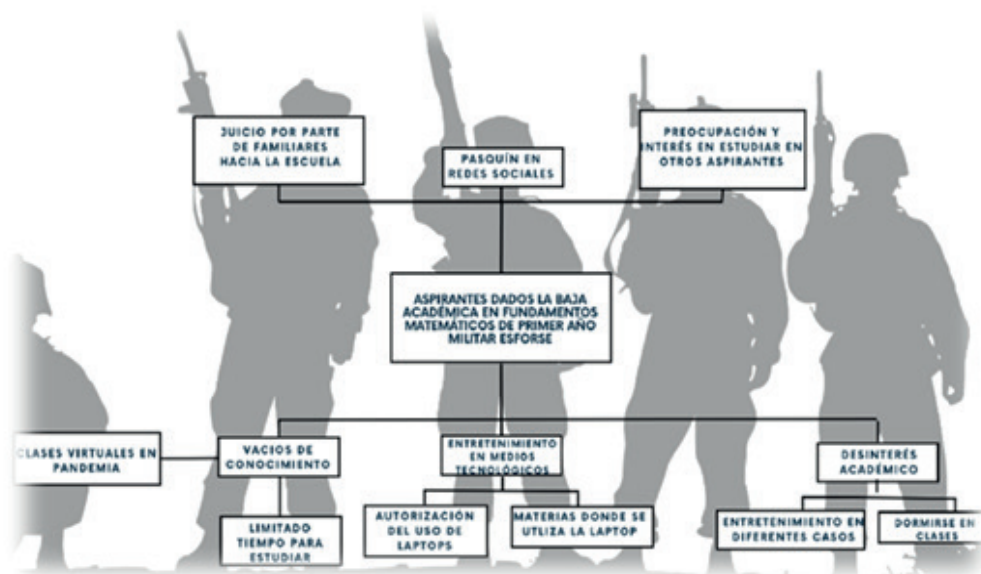 JUICIO POR PARTE
DE FAMILIARES
HACIA LA ESCUELA
PASQUÍN EN
REDES SOCIALES
PREOCUPACIÓN Y
INTERÉS EN ESTUDIAR EN
OTROS ASPIRANTES
ASPIRANTES DADOS LA BAJA
ACADÉMICA EN FUNDAMENTOS
MATEMÁTICOS DE PRIMER AÑO
MILITAR ESFORSE
CLASES VIRTUALES EN
PANDEMIA
VACIOS DE
CONOCIMIENTO
ENTRETENIMIENTO
EN MEDIOS
TECNOLÓGICOS
DESINTERÉS
ACADÉMICO
LIMITADO
TIEMPO PARA
ESTUDIAR
AUTORIZACIÓN
DEL USO DE
LAPTOPS
MATERIAS DONDE SE
UTLIZA LA LAPTOP
ENTRETENIMIENTO EN
DIFERENTES CASOS
DORMIRSE EN
CLASES